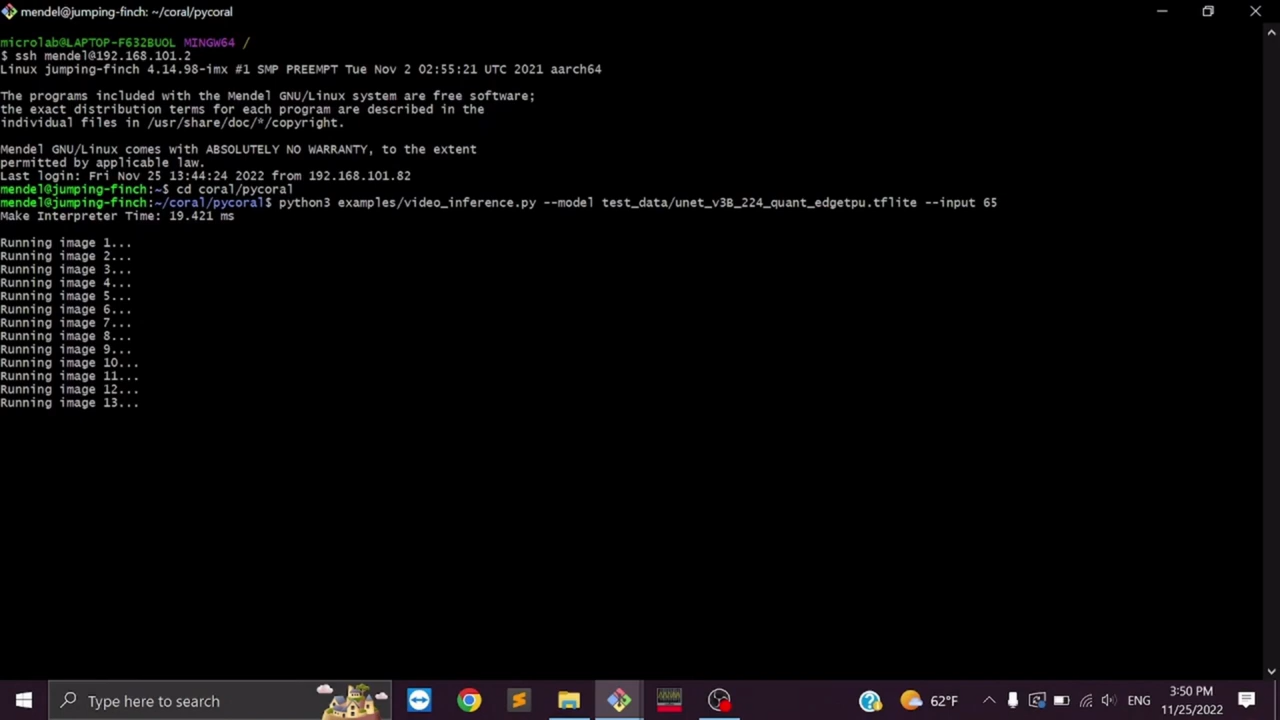 mendel@jumping-finch: ~/coral/pycoral
microlab@LAPTOP-F632BUOL MINGW64 /
$ ssh mendel@192.168.101.2
Linux jumping-finch 4.14.98-imx #1 SMP PREEMPT Tue Nov 2 02:55:21 UTC 2021 aarch64
The programs included with the Mendel GNU/Linux system are free software;
the exact distribution terms for each program are described in the
individual files in /usr/share/doc/*/copyright.
Mendel GNU/Linux comes with ABSOLUTELY NO WARRANTY, to the extent
permitted by applicable law.
Last login: Fri Nov 25 13:44:24 2022 from 192.168.101.82
mendel@jumping-finch:~$ cd coral/pycoral
mendel@jumping-finch:~/coral/pycoral$ python3 examples/video_inference.py --model test_data/unet_v3B_224_quant_edgetpu.tflite --input 65
Make Interpreter Time: 19.421 ms
Running image 1...
Running image 2...
Running image 3...
Running image 4...
Running image 5...
Running image 6...
Running image 7...
Running image 8...
Running image 9...
Running image 10...
Running image 11...
Running image 12...
Running image 13...
Type here to search
62°F
ENG
3:50 PM
11/25/2022